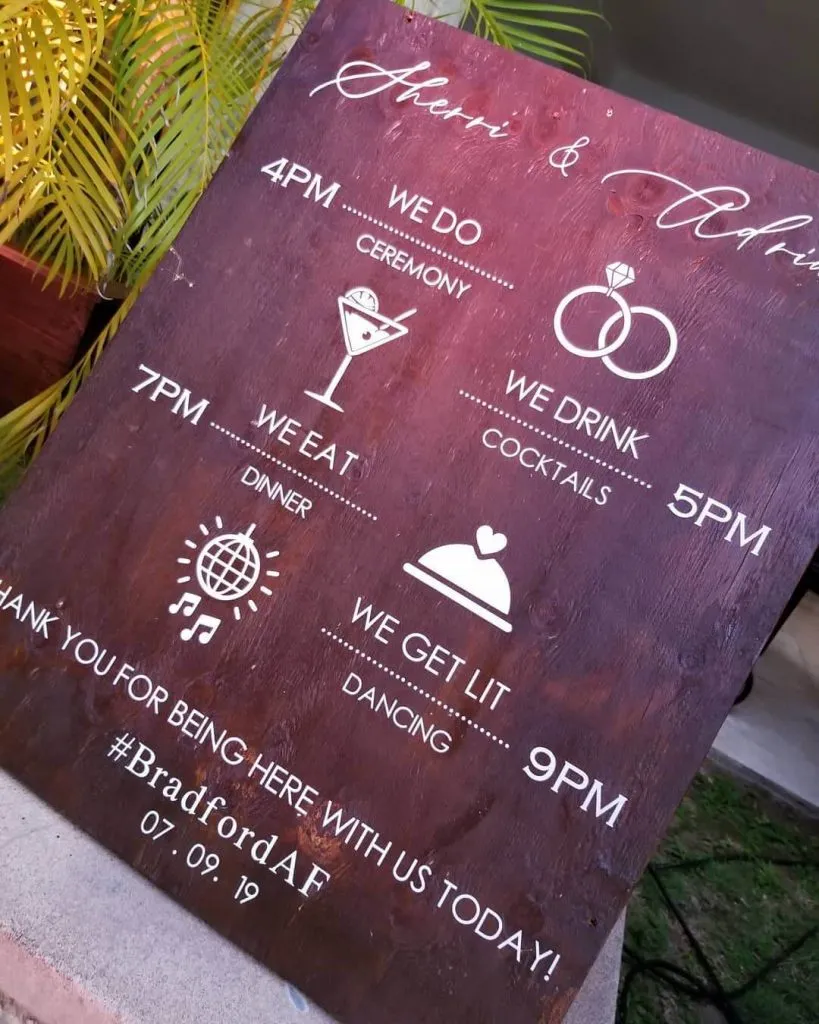 Sherri &
4PM WE DO
CEREMONY
WE DRINK
COCKTAILS 5PM
7PM WE EAT
DINNER
WE GET LIT
DANCING 9PM
THANK YOU FOR BEING HERE WITH US TODAY!
#BradfordAF
07.09.19